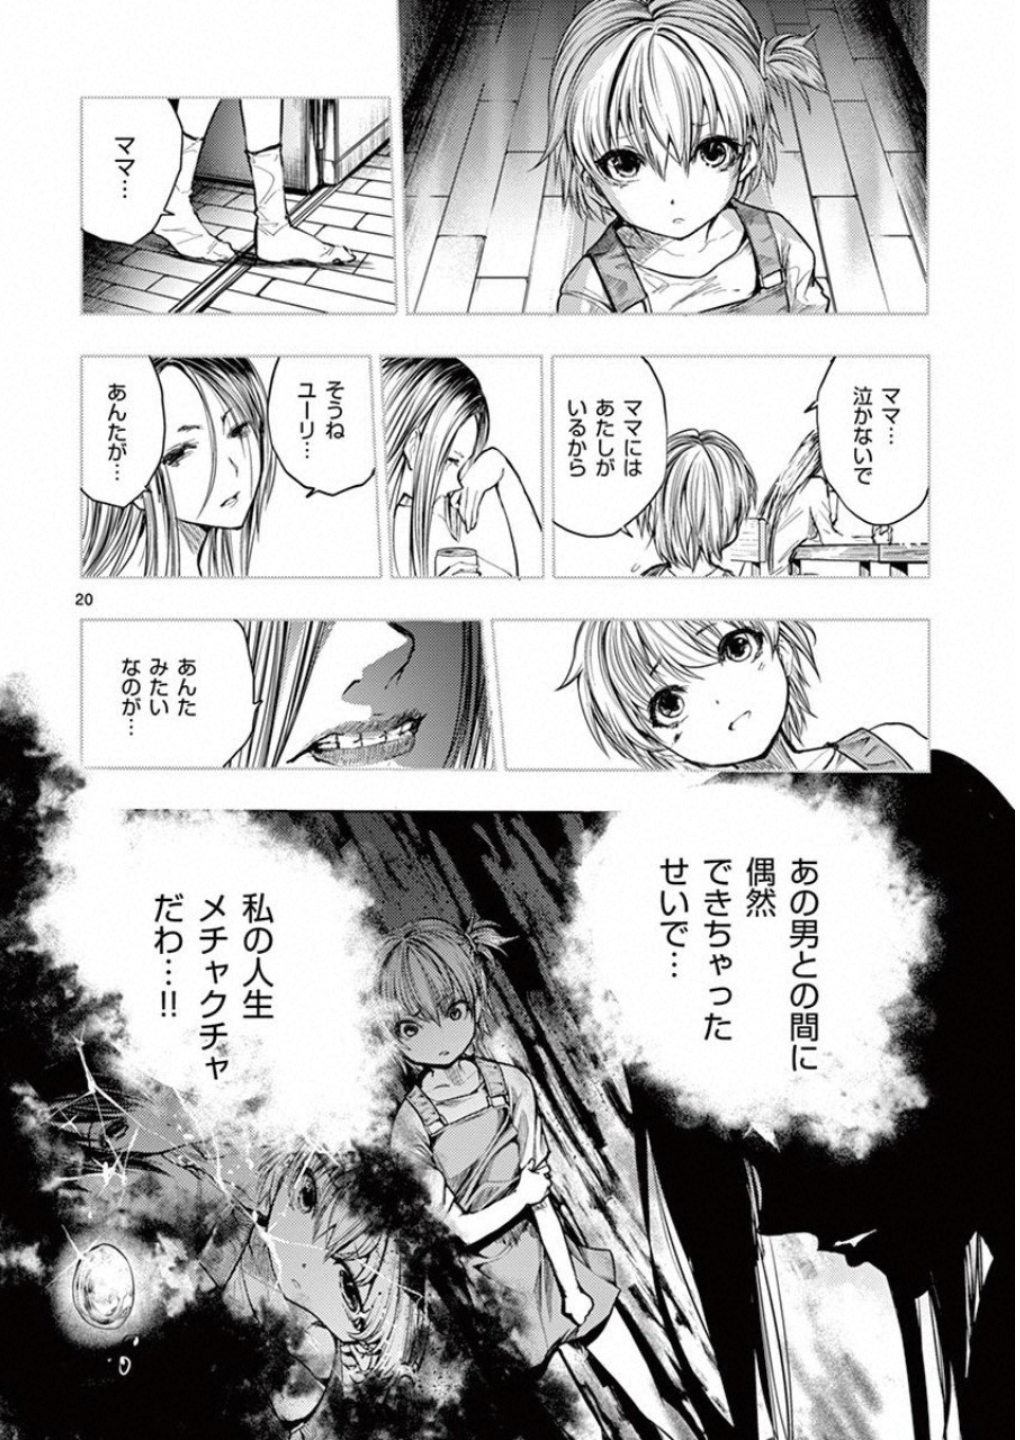 ママ…
ママ…
泣かないで
ママには
あたしが
いるから
そうね
ユーリ…
あんたが…
20
あんた
みたい
なのが…
あの男との間に
偶然
できちゃった
せいで…
私の人生
メチャクチャ
だわ…!!